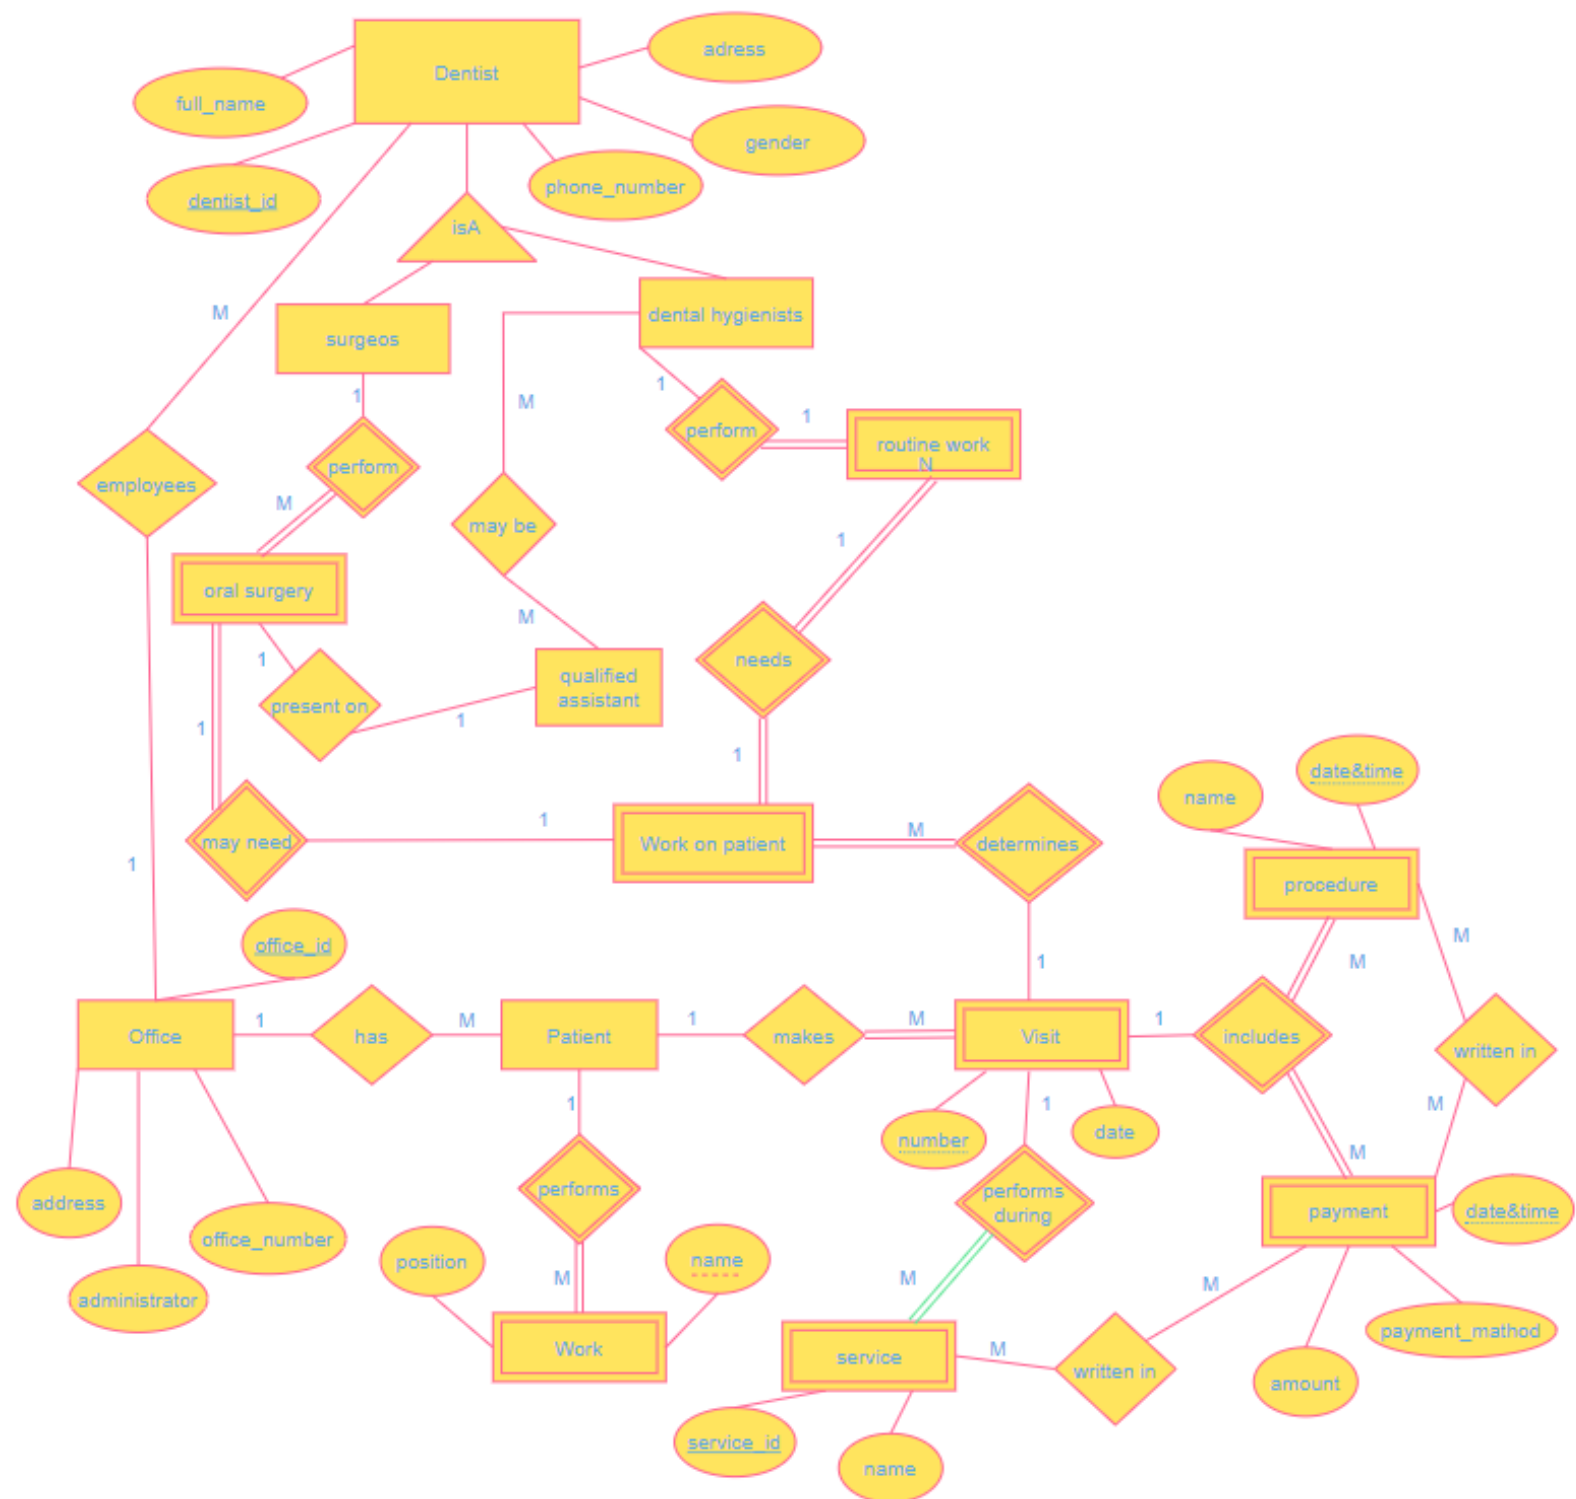 adress
Dentist
full_name
gender
phone_number
dentist_id
isA
M
surgeos
dental hygienists
1
1
M
1
perform
routine work
N
perform
employees
M
may be
1
oral surgery
M
1
needs
qualified
assistant
present on
1
1
1
date&time
name
1
M
may need
Work on patient
determines
1
procedure
office_id
M
1
M
Office
1
has
M
Patient
1
makes
M
Visit
1
includes
written in
1
1
M
number
date
M
address
performs
performs
during
payment
date&time
office_number
position
name
M
M
M
administrator
payment_mathod
Work
service
M
written in
amount
service_id
name